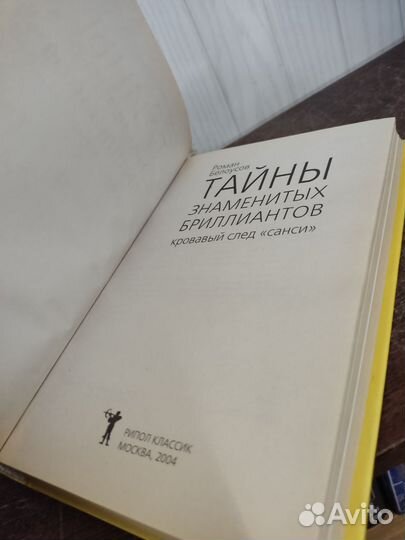 Роман
Белоусов
ТАЙНЫ
ЗНАМЕНИТЫХ
БРИЛЛИАНТОВ
кровавый след «санси»
РИПОЛ КЛАССИК
МОСКВА, 2004
Avito